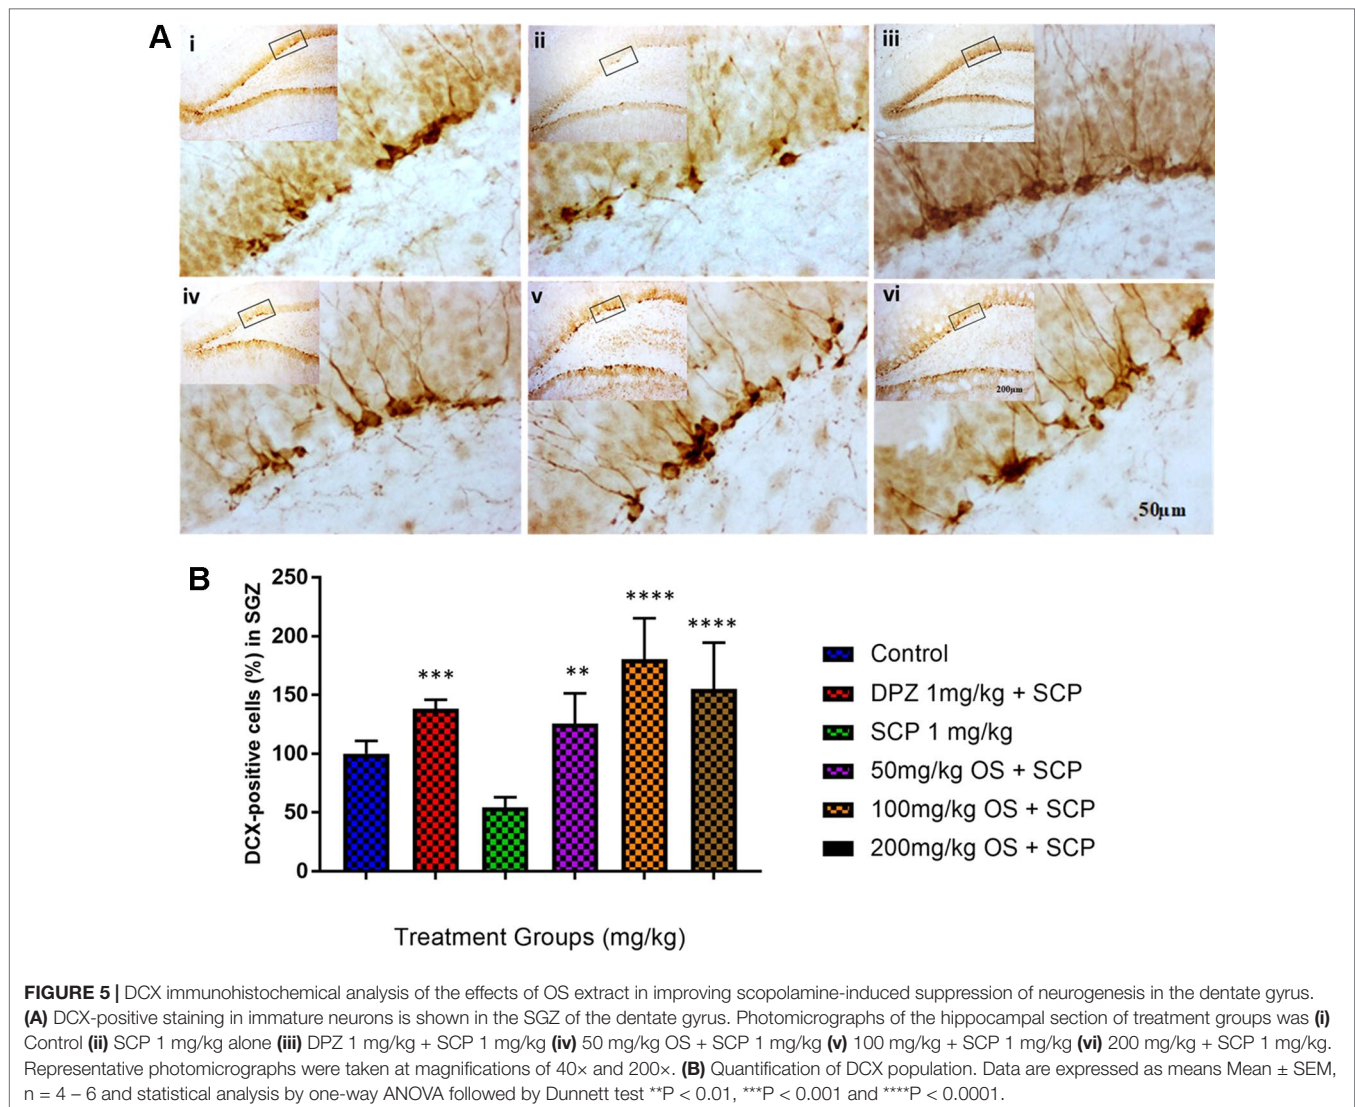 A
i
ii
iii
iv
v
vi
200µm
50µm
B
DCX-positive cells (%) in SGZ
250
200
150
100
50
0
***
**
****
****
Treatment Groups (mg/kg)
Control
DPZ 1mg/kg + SCP
SCP 1 mg/kg
50mg/kg OS + SCP
100mg/kg OS + SCP
200mg/kg OS + SCP
FIGURE 5 | DCX immunohistochemical analysis of the effects of OS extract in improving scopolamine-induced suppression of neurogenesis in the dentate gyrus.
(A) DCX-positive staining in immature neurons is shown in the SGZ of the dentate gyrus. Photomicrographs of the hippocampal section of treatment groups was (i)
Control (ii) SCP 1 mg/kg alone (iii) DPZ 1 mg/kg + SCP 1 mg/kg (iv) 50 mg/kg OS + SCP 1 mg/kg (v) 100 mg/kg + SCP 1 mg/kg (vi) 200 mg/kg + SCP 1 mg/kg.
Representative photomicrographs were taken at magnifications of 40× and 200×. (B) Quantification of DCX population. Data are expressed as means Mean ± SEM,
n = 4 – 6 and statistical analysis by one-way ANOVA followed by Dunnett test **P < 0.01, ***P < 0.001 and ****P < 0.0001.